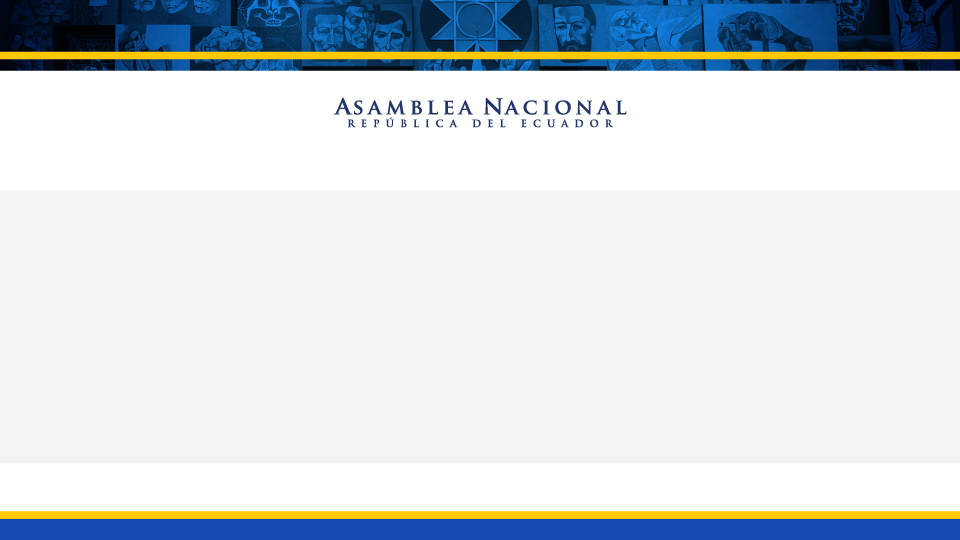 ASAMBLEA NACIONAL
REPÚBLICA DEL ECUADOR